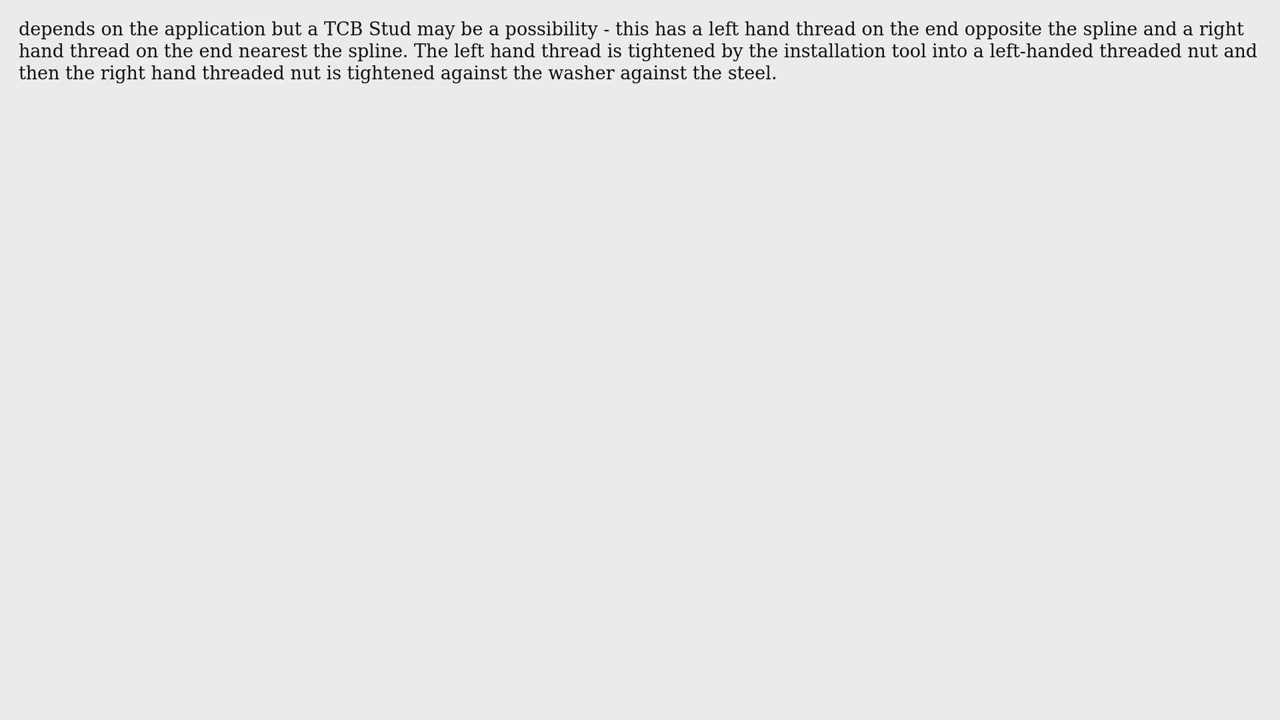 depends on the application but a TCB Stud may be a possibility - this has a left hand thread on the end opposite the spline and a right
hand thread on the end nearest the spline. The left hand thread is tightened by the installation tool into a left-handed threaded nut and
then the right hand threaded nut is tightened against the washer against the steel.